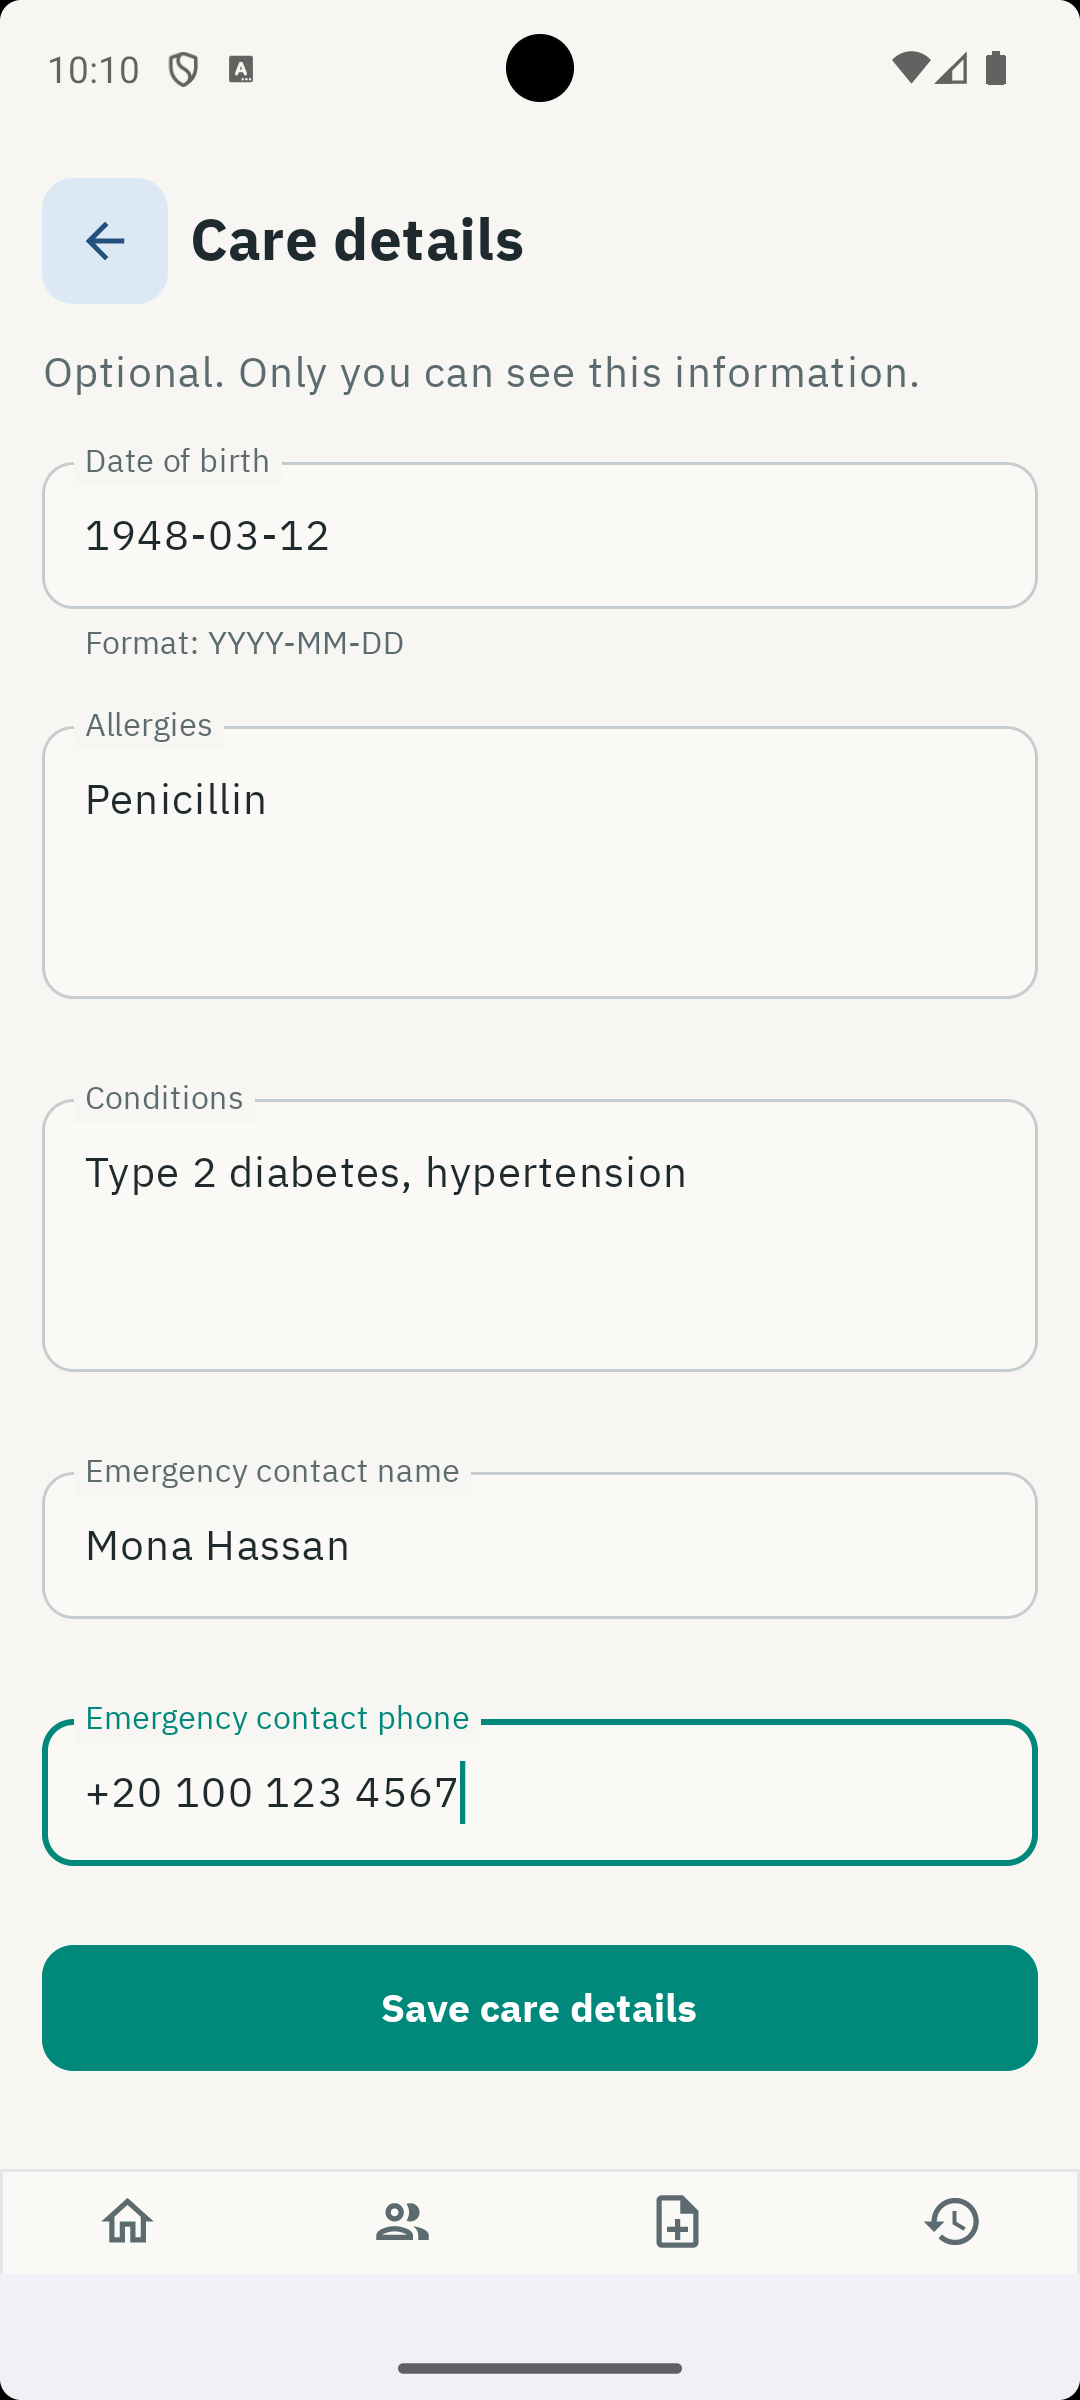 10:10
Care details
Optional. Only you can see this information.
Date of birth
1948-03-12
Format: YYYY-MM-DD
Allergies
Penicillin
Conditions
Type 2 diabetes, hypertension
Emergency contact name
Mona Hassan
Emergency contact phone
+20 100 123 4567
Save care details